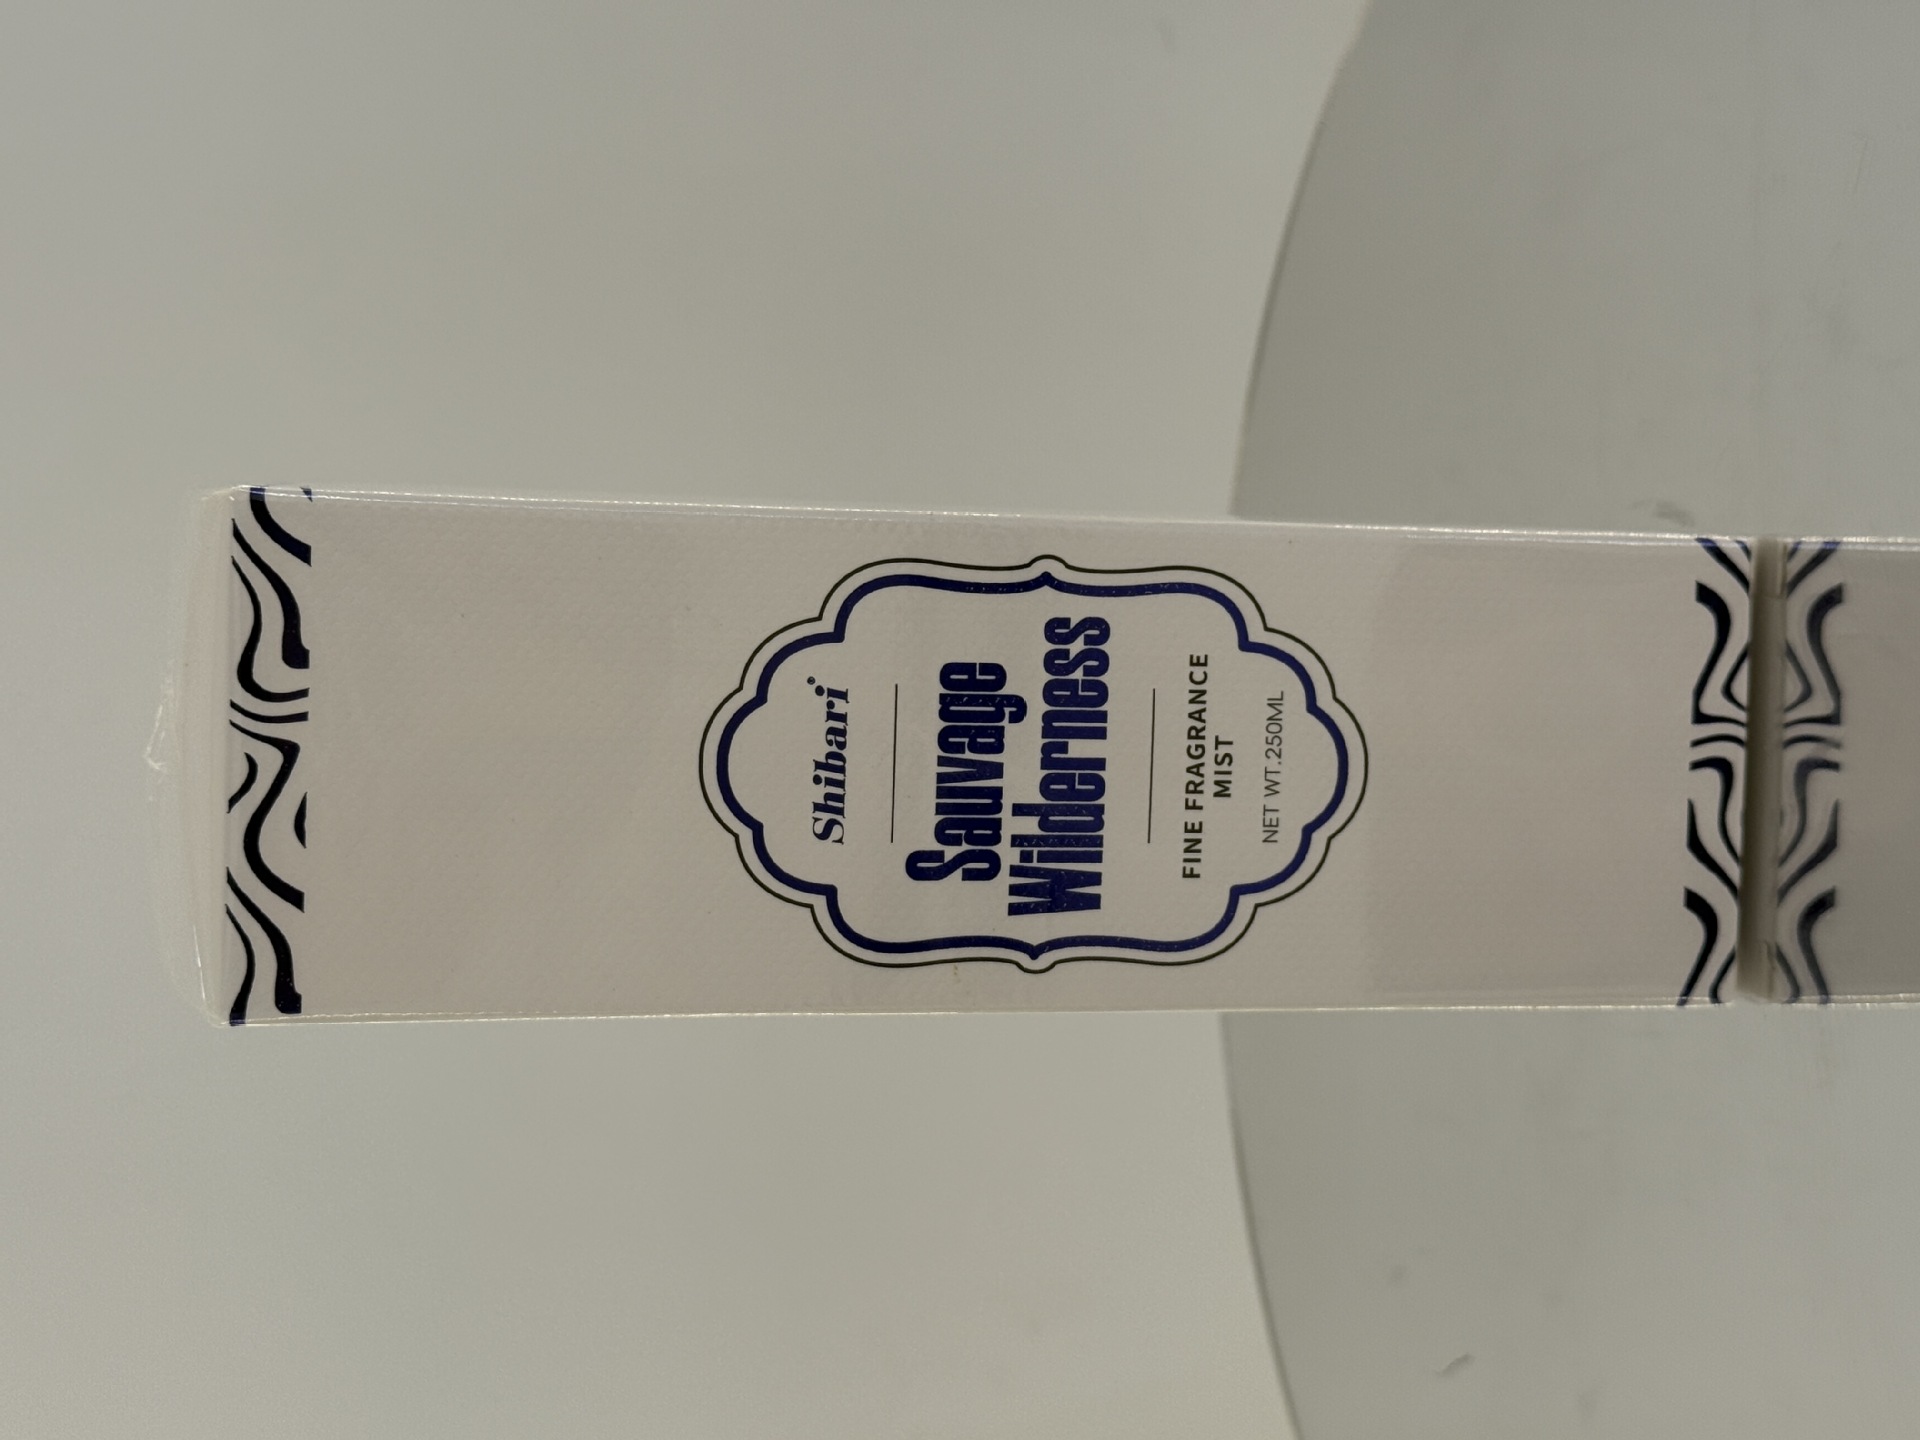 Shibari
Sauvage
Wilderness
FINE FRAGRANCE
MIST
NET WT.250ML